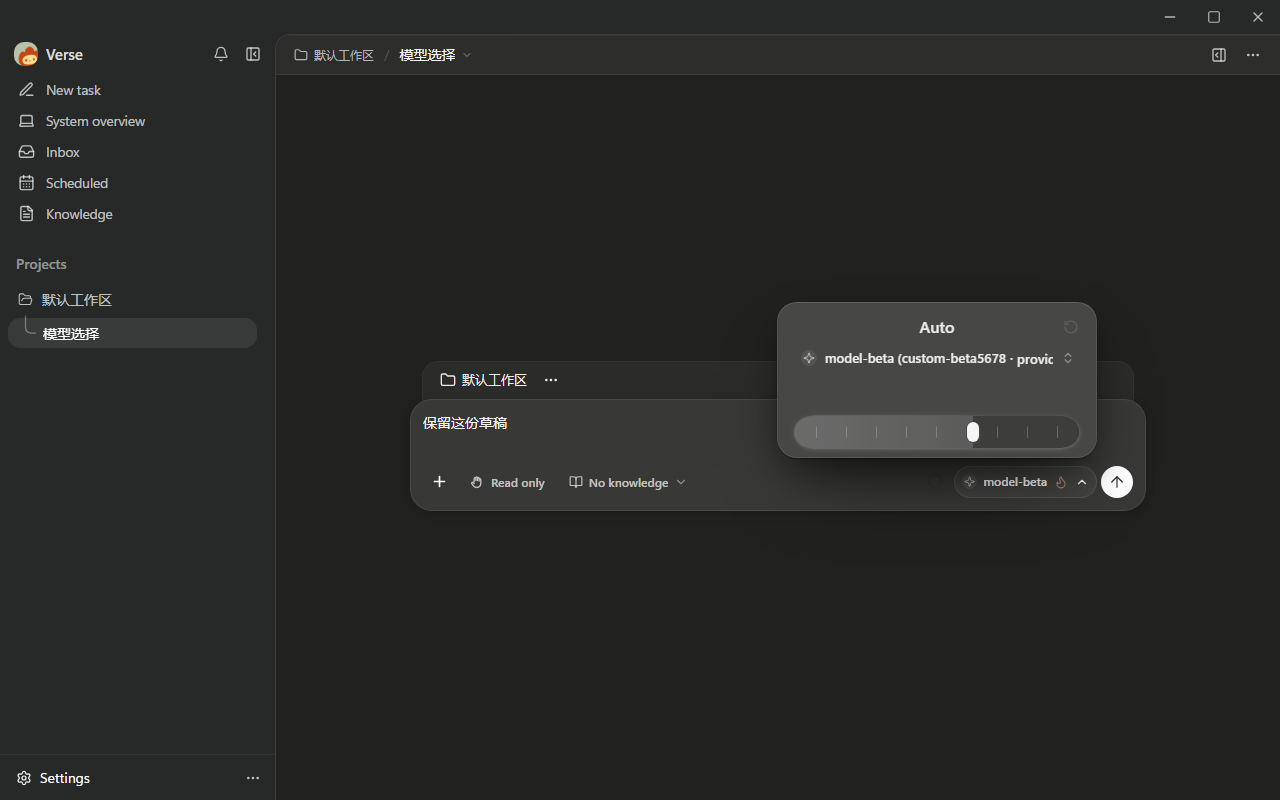 Verse
New task
System overview
Inbox
Scheduled
Knowledge
Projects
默认工作区
模型选择
Settings
默认工作区 / 模型选择
Auto
model-beta (custom-beta5678 · provic
默认工作区
保留这份草稿
Read only
No knowledge
model-beta